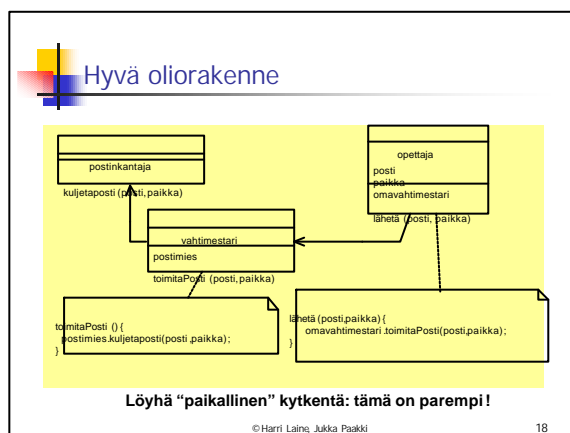 Hyvä oliorakenne
postinkantaja
kuljetaposti (posti, paikka)
opettaja
posti
paikka
omavahtimestari
lähetä (posti, paikka)
vahtimestari
postimies
toimitaPosti (posti,paikka)
toimitaPosti () {
postimies.kuljetaposti(posti,paikka);
}
lähetä (posti,paikka) {
omavahtimestari.toimitaPosti(posti,paikka);
}
Löyhä “paikallinen” kytkentä: tämä on parempi!
© Harri Laine, Jukka Paakki
18